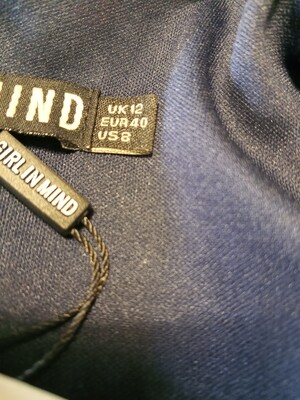 MIND
UK 12
EUR 40
US 8
GIRL IN MIND